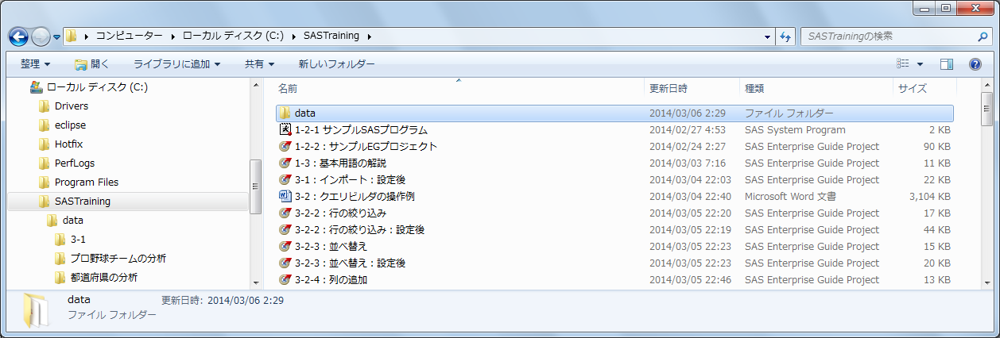 コンピューター ローカル ディスク (C:) SASTraining SASTrainingの検索
整理 開く ライブラリに追加 共有 新しいフォルダー
ローカル ディスク (C:)
Drivers
eclipse
Hotfix
PerfLogs
Program Files
SASTraining
data
3-1
プロ野球チームの分析
都道府県の分析
名前 更新日時 種類 サイズ
data 2014/03/06 2:29 ファイル フォルダー
1-2-1 サンプルSASプログラム 2014/02/27 4:53 SAS System Program 2 KB
1-2-2：サンプルEGプロジェクト 2014/02/24 2:27 SAS Enterprise Guide Project 90 KB
1-3：基本用語の解説 2014/03/03 7:16 SAS Enterprise Guide Project 11 KB
3-1：インポート：設定後 2014/03/04 22:03 SAS Enterprise Guide Project 22 KB
3-2：クエリビルダの操作例 2014/03/04 22:40 Microsoft Word 文書 3,104 KB
3-2-2：行の絞り込み 2014/03/05 22:20 SAS Enterprise Guide Project 17 KB
3-2-2：行の絞り込み：設定後 2014/03/05 22:19 SAS Enterprise Guide Project 44 KB
3-2-3：並べ替え 2014/03/05 22:23 SAS Enterprise Guide Project 15 KB
3-2-3：並べ替え：設定後 2014/03/05 22:23 SAS Enterprise Guide Project 20 KB
3-2-4：列の追加 2014/03/05 22:46 SAS Enterprise Guide Project 13 KB
data 更新日時: 2014/03/06 2:29
ファイル フォルダー